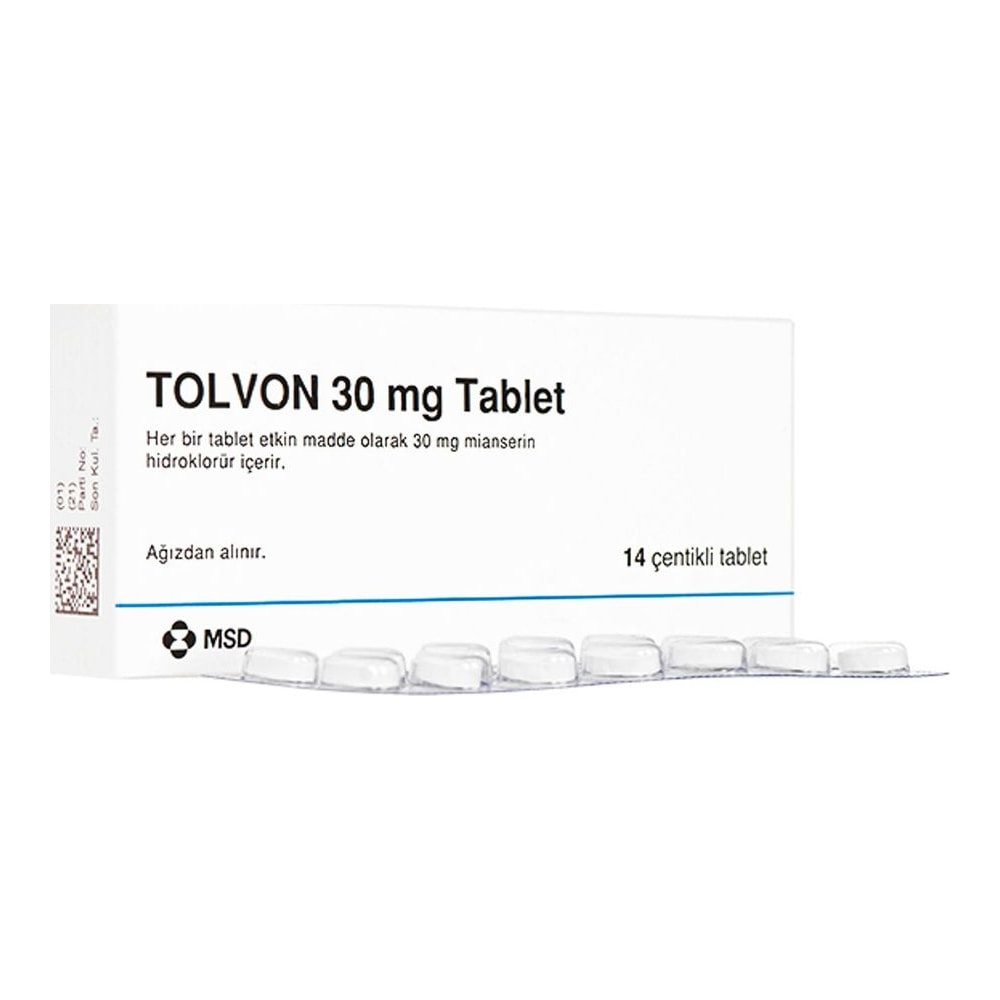 TOLVON 30 mg Tablet
Her bir tablet etkin madde olarak 30 mg mianserin
hidroklorür içerir.
Ağızdan alınır.
14 çentikli tablet
MSD
(01)
(21)
Parti No:
Son Kul. Ta.: